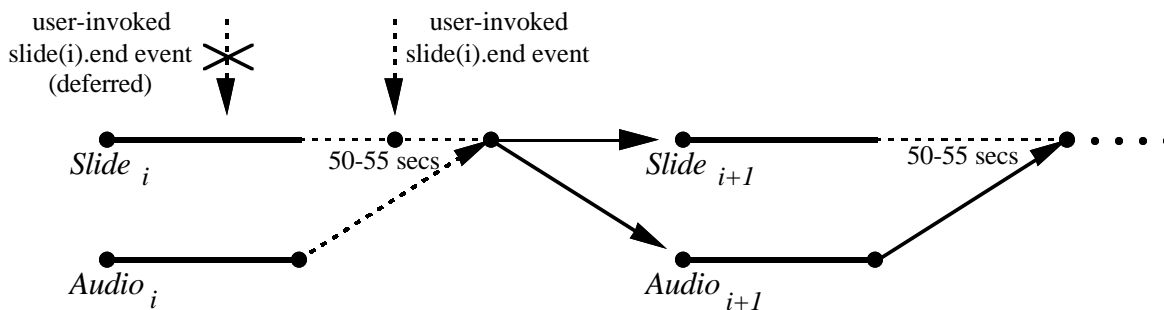 user-invoked
slide(i).end event
(deferred)
user-invoked
slide(i).end event
50-55 secs
50-55 secs
Slide i
Slide i+1
Audio i
Audio i+1